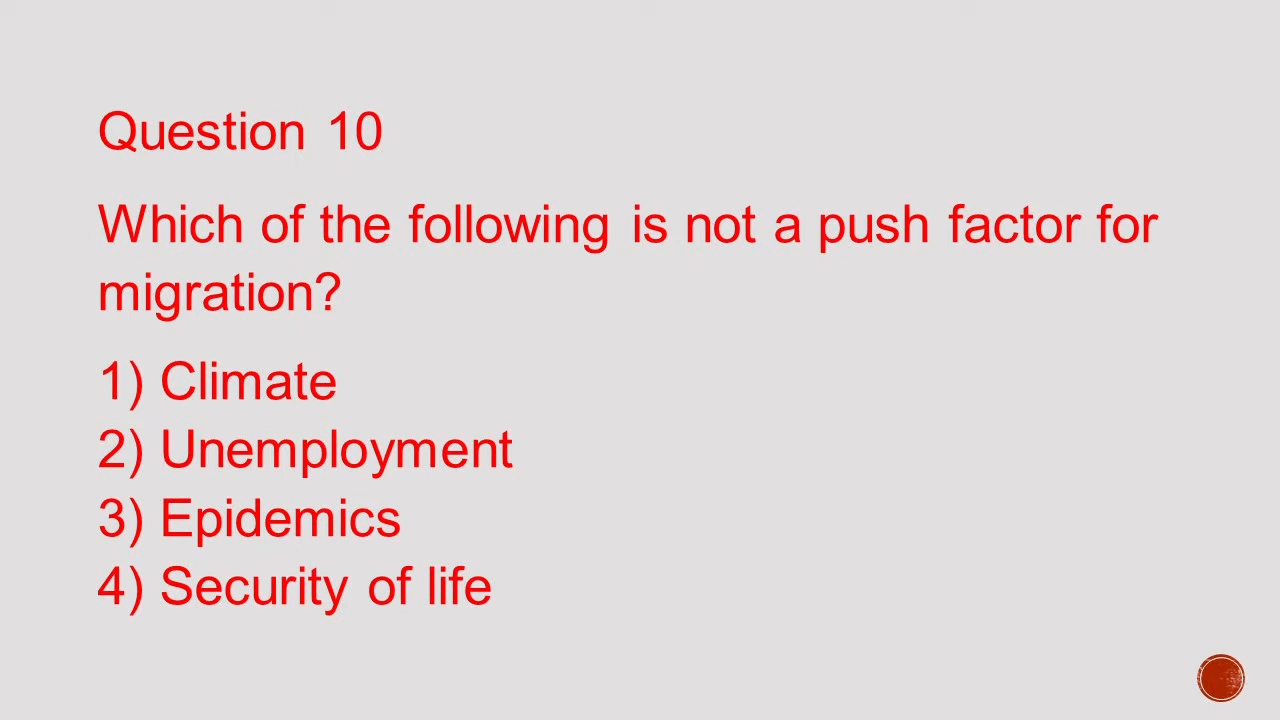 Question 10
Which of the following is not a push factor for
migration?
1) Climate
2) Unemployment
3) Epidemics
4) Security of life